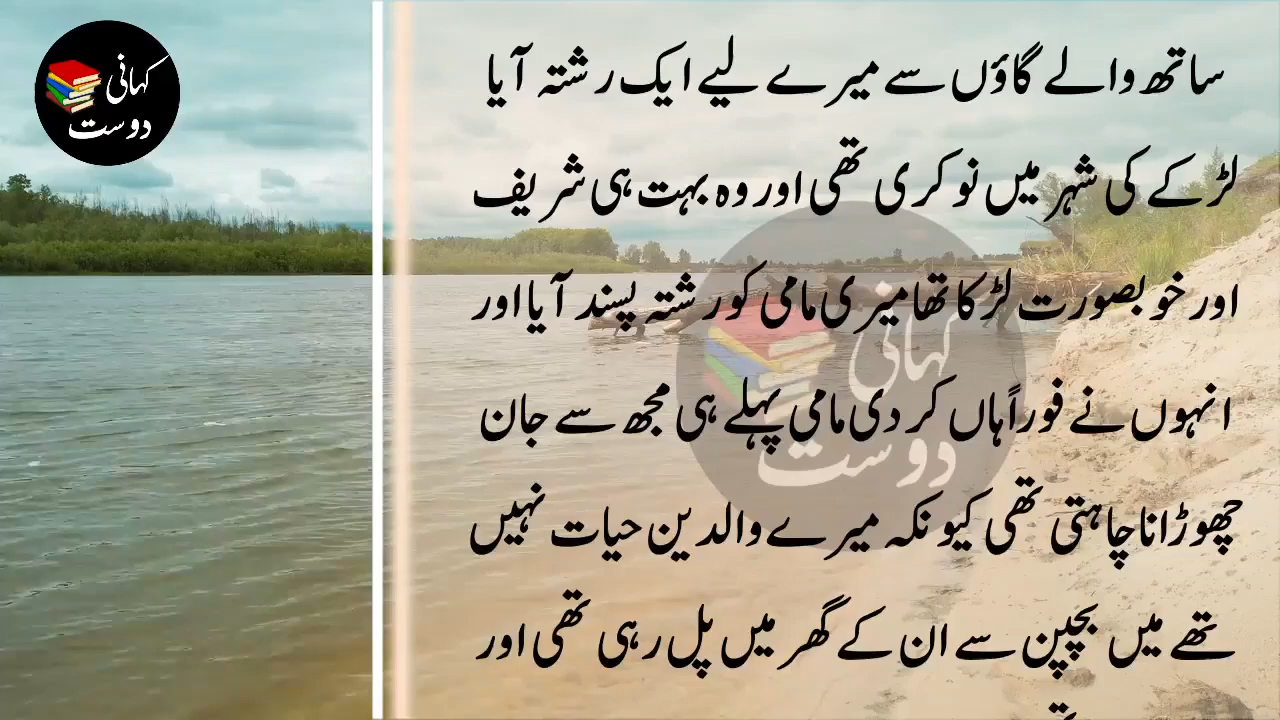 کہانی
دوست
ساتھ والے گاؤں سے میرے لیے ایک رشتہ آیا
لڑکے کی شہر میں نوکری تھی اور وہ بہت ہی شریف
اور خوبصورت لڑکا تھا میری مامی کو رشتہ پسند آیا اور
انہوں نے فوراً ہاں کر دی مامی پہلے ہی مجھ سے جان
چھوڑانا چاہتی تھی کیونکہ میرے والدین حیات نہیں
تھے میں بچپن سے ان کے گھر میں پل رہی تھی اور
کہانی
دوست